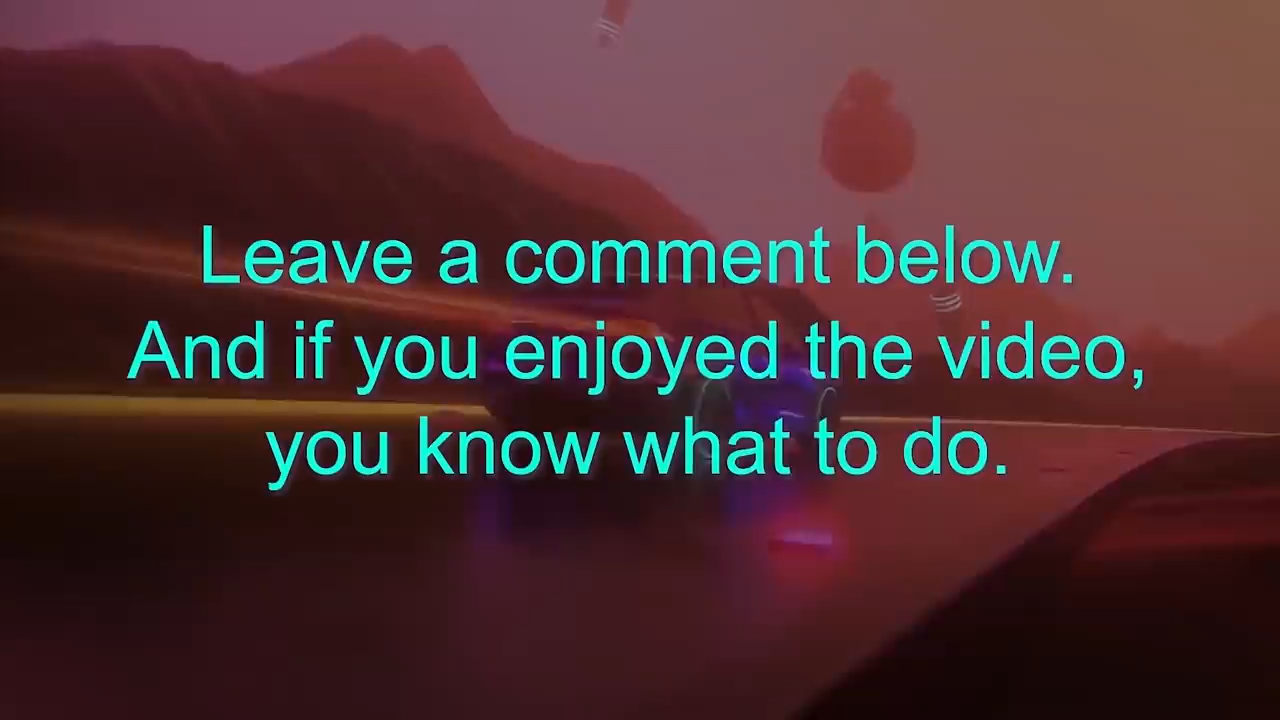 Leave a comment below.
And if you enjoyed the video,
you know what to do.